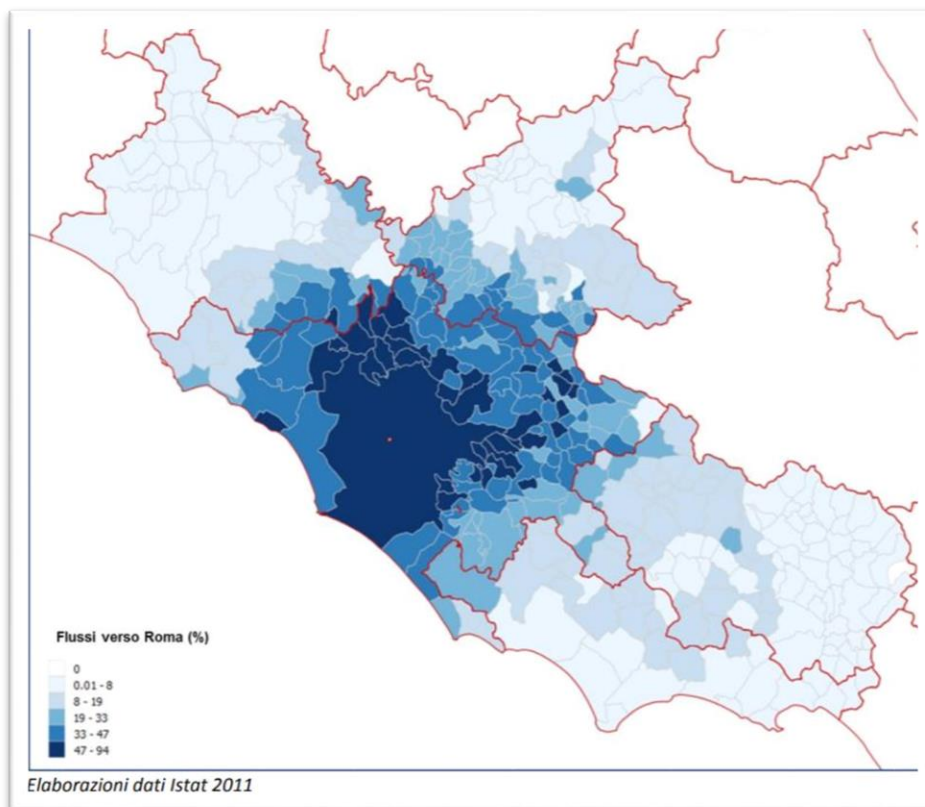 Flussi verso Roma (%)
0
0.01 - 8
8 - 19
19 - 33
33 - 47
47 - 94
Elaborazioni dati Istat 2011